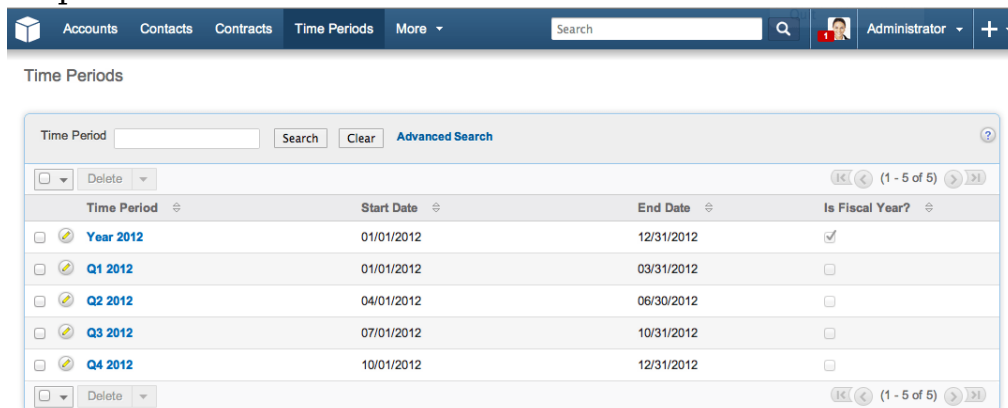 Accounts Contacts Contracts Time Periods More Search 1 Administrator
Time Periods
Time Period Search Clear Advanced Search ?
Delete (1 - 5 of 5)
Time Period Start Date End Date Is Fiscal Year?
Year 2012 01/01/2012 12/31/2012
Q1 2012 01/01/2012 03/31/2012
Q2 2012 04/01/2012 06/30/2012
Q3 2012 07/01/2012 10/31/2012
Q4 2012 10/01/2012 12/31/2012
Delete (1 - 5 of 5)